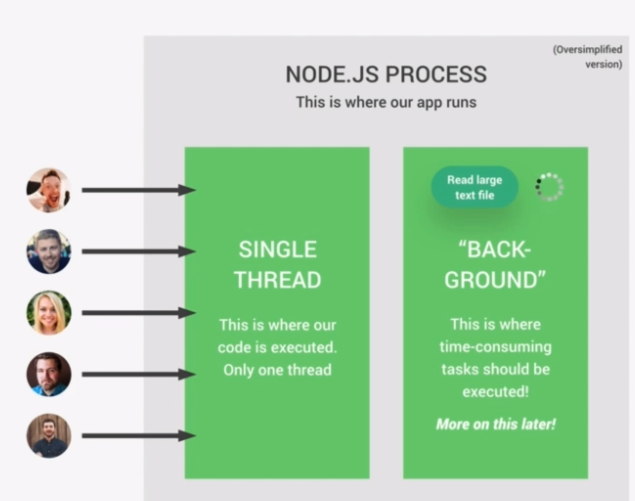 (Oversimplified
version)
NODE.JS PROCESS
This is where our app runs
SINGLE
THREAD
This is where our
code is executed.
Only one thread
Read large
text file
“BACK-
GROUND”
This is where
time-consuming
tasks should be
executed!
More on this later!